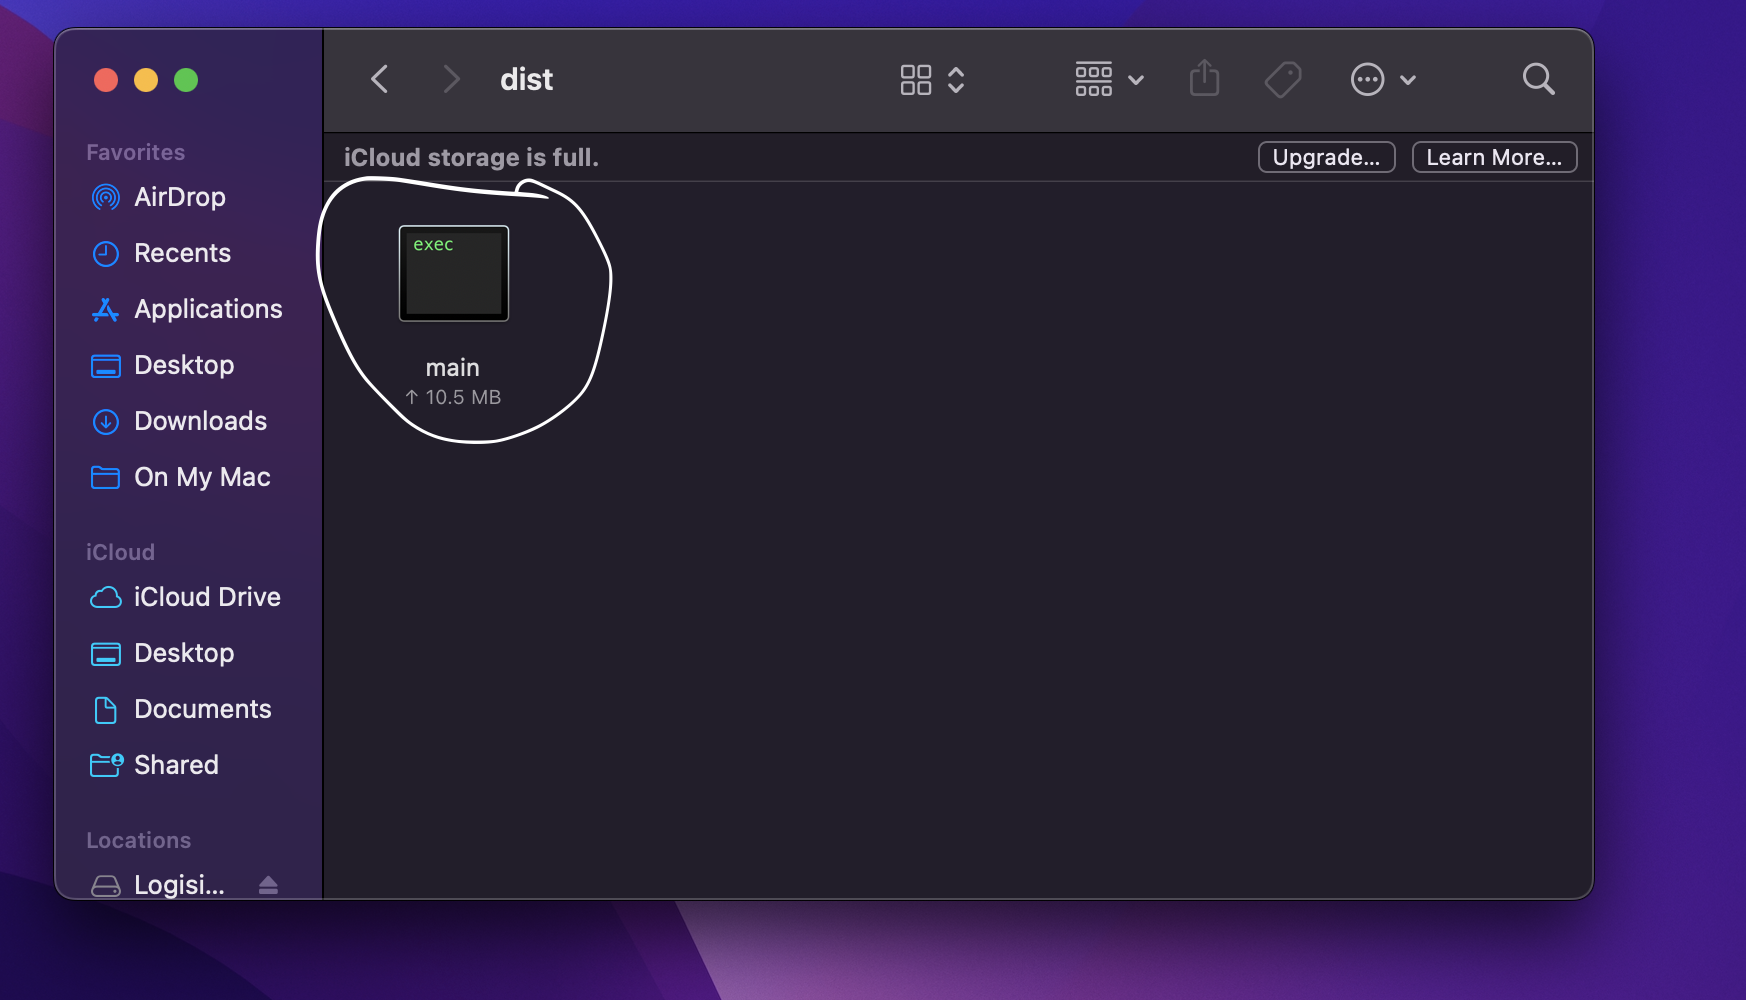 dist
iCloud storage is full.
Upgrade...
Learn More...
Favorites
AirDrop
Recents
Applications
Desktop
Downloads
On My Mac
iCloud
iCloud Drive
Desktop
Documents
Shared
Locations
Logisi...
exec
main
↑ 10.5 MB